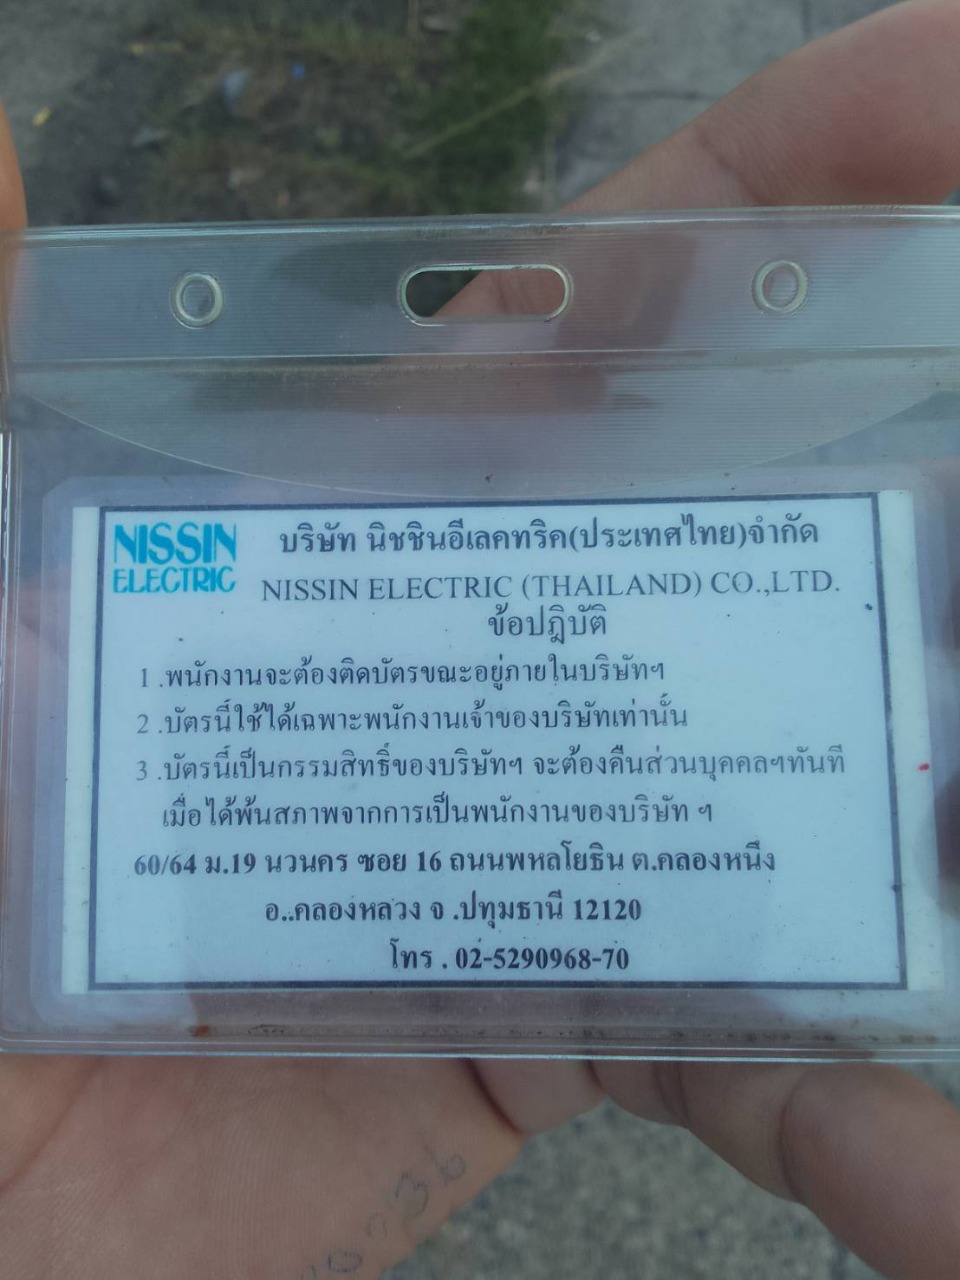 NISSIN
ELECTRIC
บริษัท นิชชินอีเลคทริค(ประเทศไทย)จำกัด
NISSIN ELECTRIC (THAILAND) CO.,LTD.
ข้อปฎิบัติ
1 .พนักงานจะต้องติดบัตรขณะอยู่ภายในบริษัทฯ
2 .บัตรนี้ใช้ได้เฉพาะพนักงานเจ้าของบริษัทเท่านั้น
3 .บัตรนี้เป็นกรรมสิทธิ์ของบริษัทฯ จะต้องคืนส่วนบุคคลฯทันที
เมื่อได้พ้นสภาพจากการเป็นพนักงานของบริษัท ฯ
60/64 ม.19 นวนคร ซอย 16 ถนนพหลโยธิน ต.คลองหนึ่ง
อ..คลองหลวง จ .ปทุมธานี 12120
โทร . 02-5290968-70